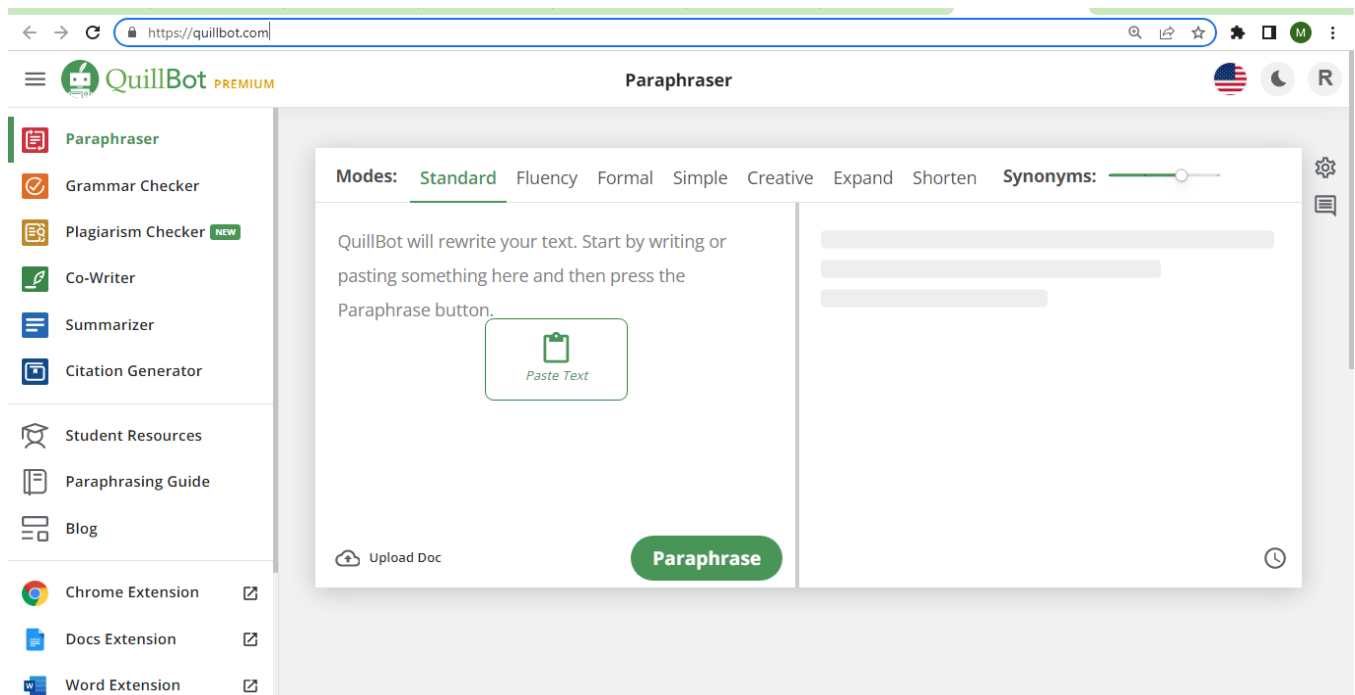 https://quillbot.com
M
QuillBot PREMIUM
Paraphraser
R
Paraphraser
Grammar Checker
Plagiarism Checker NEW
Co-Writer
Summarizer
Citation Generator
Student Resources
Paraphrasing Guide
Blog
Chrome Extension
Docs Extension
Word Extension
Modes: Standard Fluency Formal Simple Creative Expand Shorten Synonyms:
QuillBot will rewrite your text. Start by writing or
pasting something here and then press the
Paraphrase button.
Paste Text
Upload Doc
Paraphrase